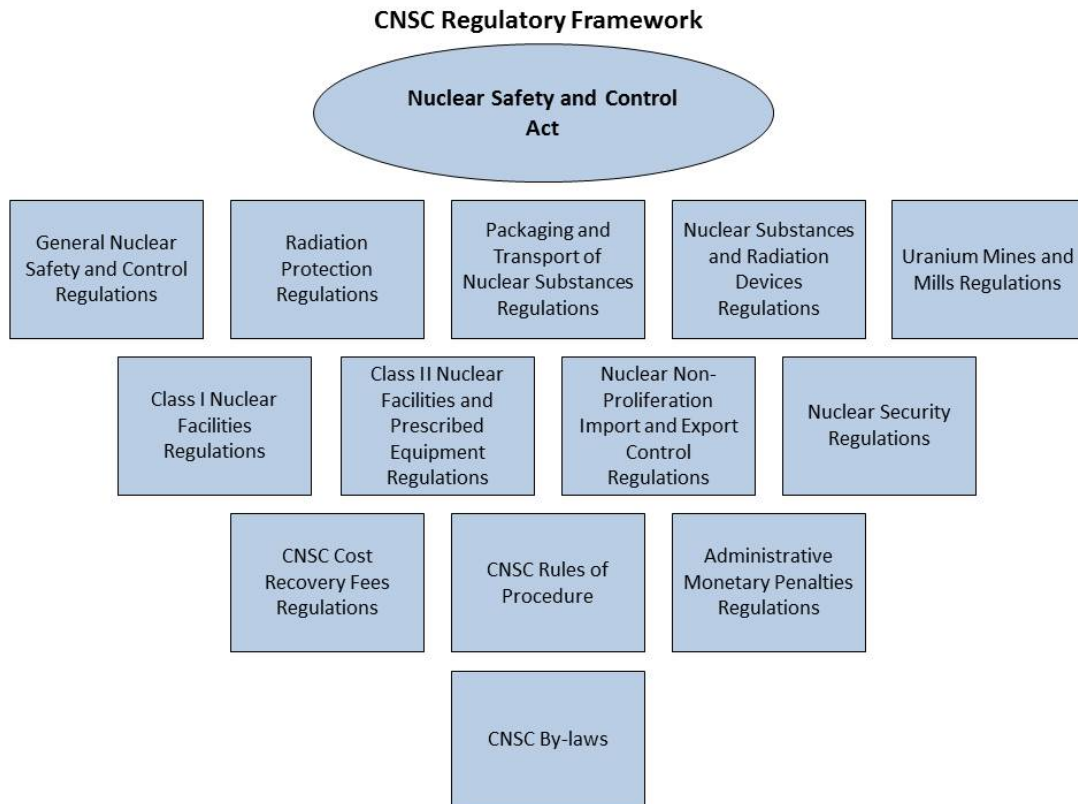 CNSC Regulatory Framework
Nuclear Safety and Control
Act
General Nuclear
Safety and Control
Regulations
Radiation
Protection
Regulations
Packaging and
Transport of
Nuclear Substances
Regulations
Nuclear Substances
and Radiation
Devices
Regulations
Uranium Mines and
Mills Regulations
Class I Nuclear
Facilities
Regulations
Class II Nuclear
Facilities and
Prescribed
Equipment
Regulations
Nuclear Non-
Proliferation
Import and Export
Control
Regulations
Nuclear Security
Regulations
CNSC Cost
Recovery Fees
Regulations
CNSC Rules of
Procedure
Administrative
Monetary Penalties
Regulations
CNSC By-laws